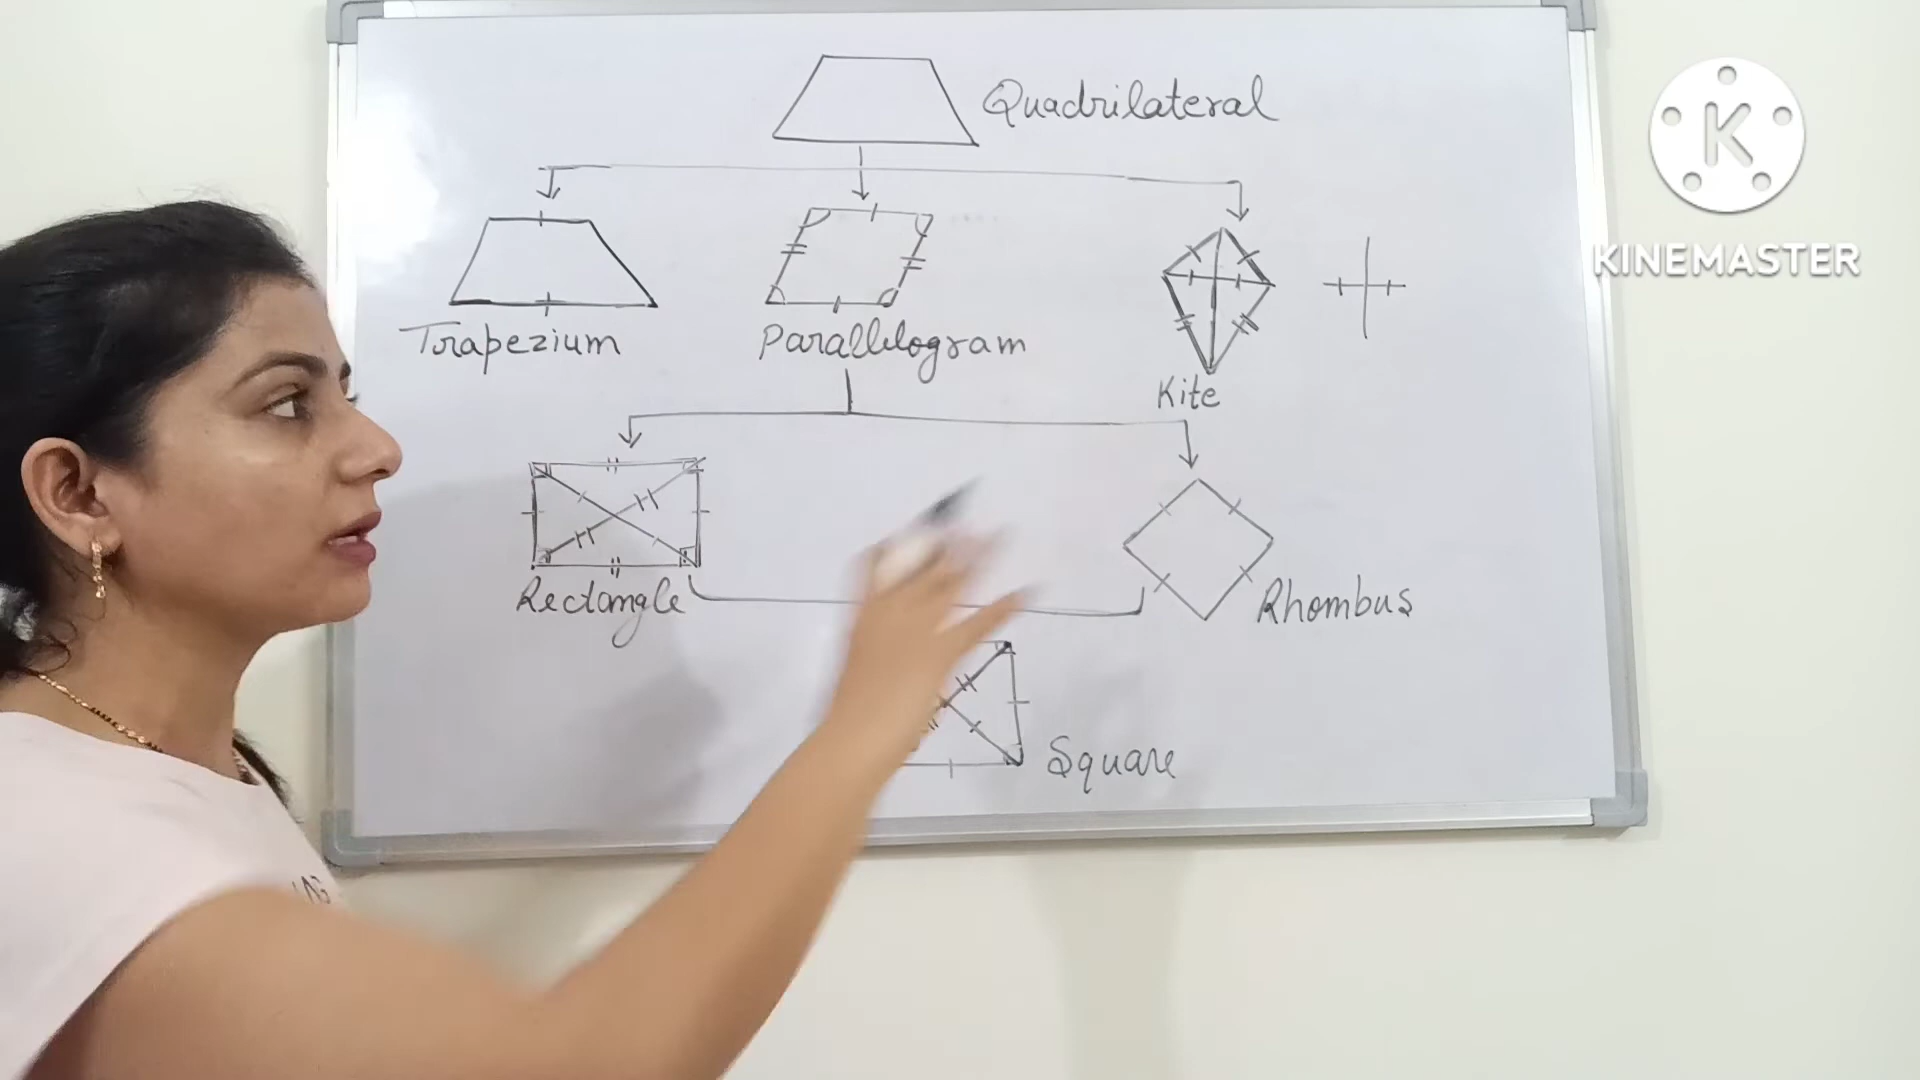 Quadrilateral
Trapezium
Parallelogram
Kite
Rectangle
Rhombus
Square
K
KINEMASTER